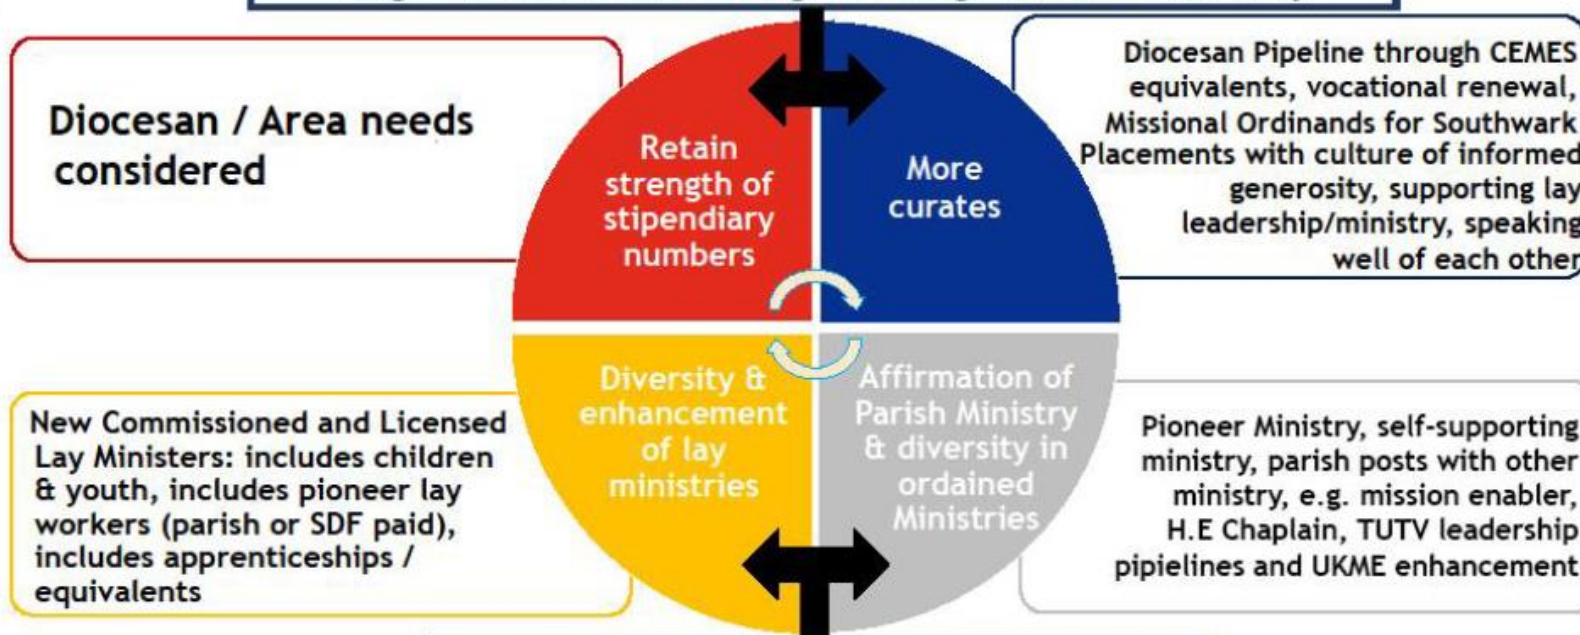 Diocesan / Area needs
considered
Retain
strength of
stipendiary
numbers
More
curates
Diocesan Pipeline through CEMES
equivalents, vocational renewal,
Missional Ordinands for Southwark
Placements with culture of informed
generosity, supporting lay
leadership/ministry, speaking
well of each other
New Commissioned and Licensed
Lay Ministers: includes children
& youth, includes pioneer lay
workers (parish or SDF paid),
includes apprenticeships /
equivalents
Diversity &
enhancement
of lay
ministries
Affirmation of
Parish Ministry
& diversity in
ordained
Ministries
Pioneer Ministry, self-supporting
ministry, parish posts with other
ministry, e.g. mission enabler,
H.E Chaplain, TUTV leadership
pipielines and UKME enhancement